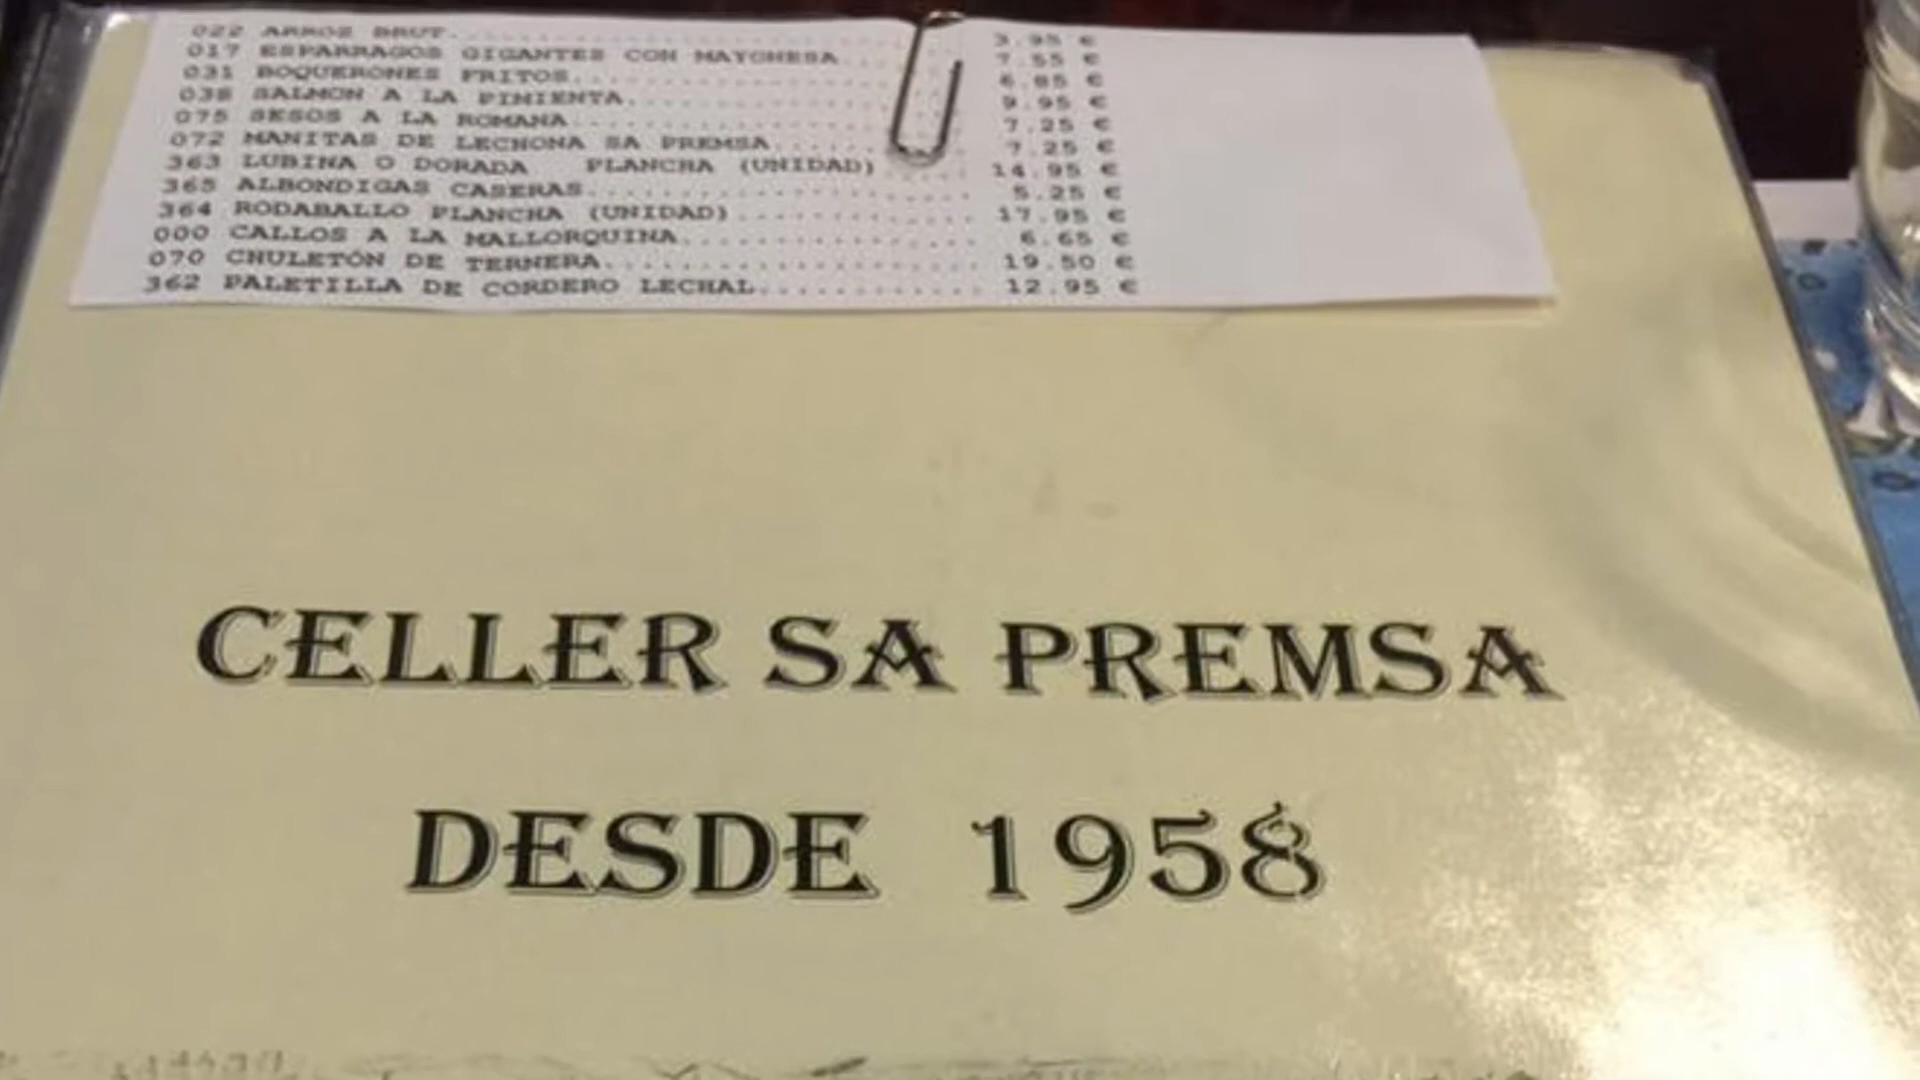 022 ARROZ BRUT.................... 3.95 €
017 ESPARRAGOS GIGANTES CON MAYONESA... 7.55 €
031 BOQUERONES FRITOS............ 6.85 €
038 SALMON A LA PIMIENTA............ 9.95 €
075 SESOS A LA ROMANA............ 7.25 €
072 MANITAS DE LECHONA SA PREMSA....... 7.25 €
363 LUBINA O DORADA PLANCHA (UNIDAD)..... 14.95 €
365 ALBONDIGAS CASERAS............ 5.25 €
364 RODABALLO PLANCHA (UNIDAD)............ 17.95 €
000 CALLOS A LA MALLORQUINA............... 6.65 €
070 CHULETÓN DE TERNERA................... 19.50 €
362 PALETILLA DE CORDERO LECHAL............ 12.95 €
CELLER SA PREMSA
DESDE 1958